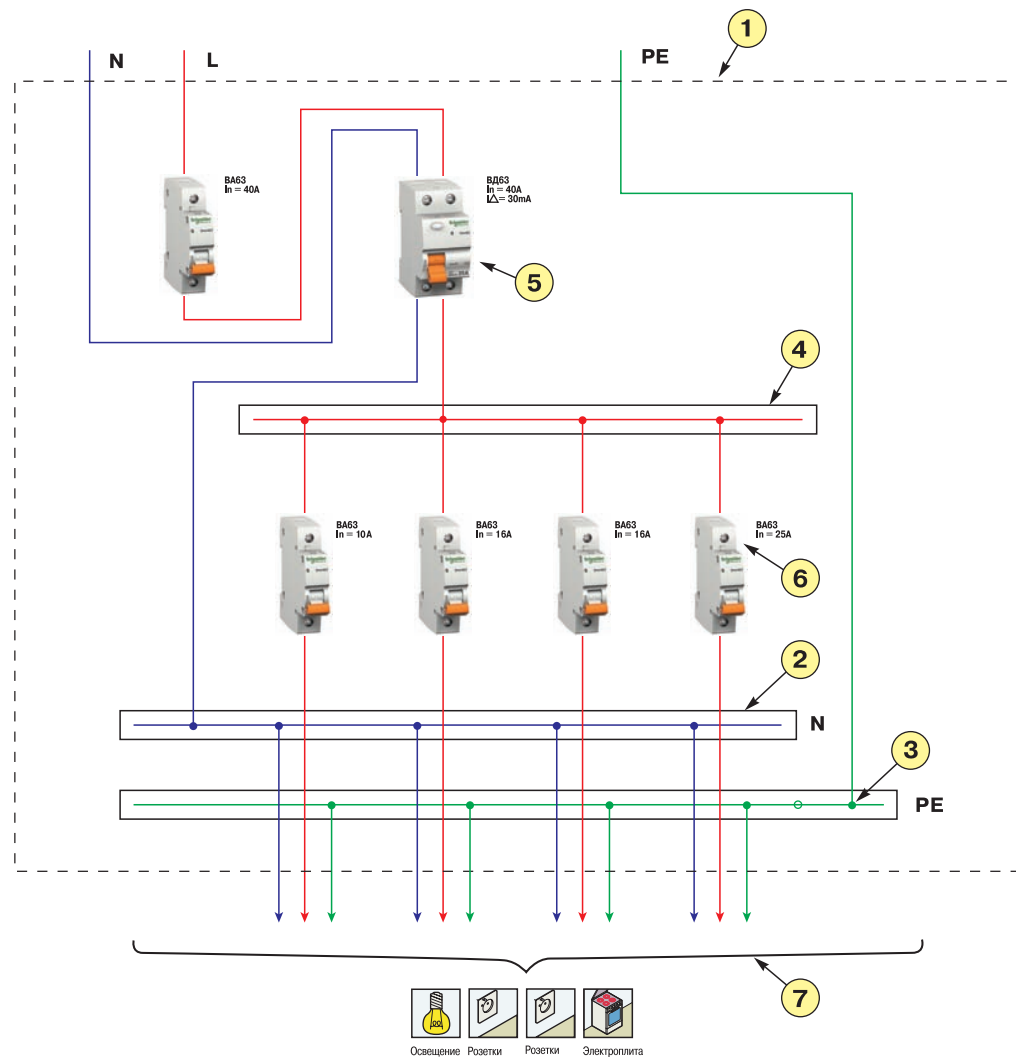 1
N
L
PE
ВА63
In = 40A
ВД63
In = 40A
I△= 30mA
5
4
ВА63
In = 10A
ВА63
In = 16A
ВА63
In = 16A
ВА63
In = 25A
6
2
N
3
PE
7
Освещение
Розетки
Розетки
Электроплита